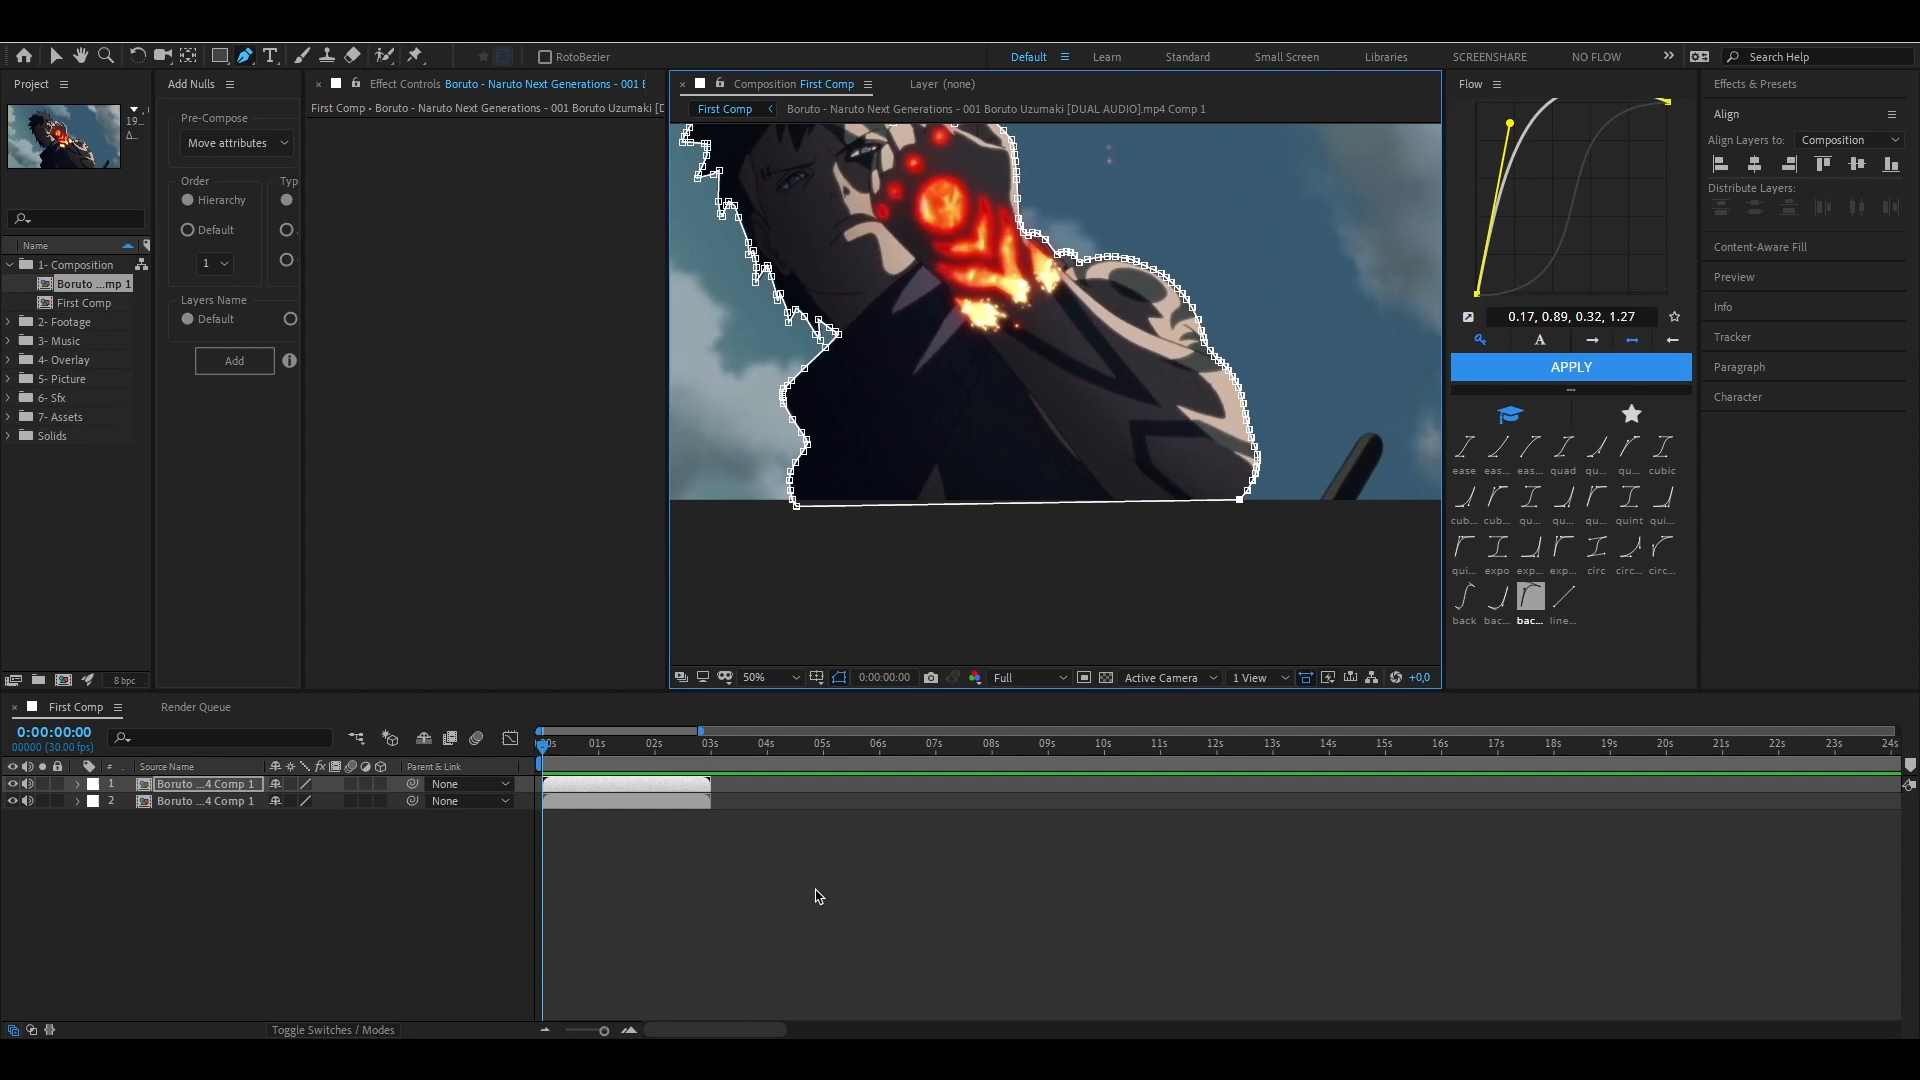 RotoBezier
Default
Learn
Standard
Small Screen
Libraries
SCREENSHARE
NO FLOW
Search Help
Project
Add Nulls
Effect Controls Boruto - Naruto Next Generations - 001 B
Composition First Comp
Layer (none)
Flow
Effects & Presets
First Comp • Boruto - Naruto Next Generations - 001 Boruto Uzumaki [D
First Comp
Boruto - Naruto Next Generations - 001 Boruto Uzumaki [DUAL AUDIO].mp4 Comp 1
19...
Pre-Compose
Move attributes
Order
Typ
Hierarchy
Default
1
Layers Name
Default
Add
Align
Align Layers to:
Composition
Distribute Layers:
Content-Aware Fill
Preview
Info
Tracker
Paragraph
Character
Name
1- Composition
Boruto ...mp 1
First Comp
2- Footage
3- Music
4- Overlay
5- Picture
6- Sfx
7- Assets
Solids
8 bpc
0.17, 0.89, 0.32, 1.27
A
APPLY
ease eas... eas... quad qu... qu... cubic
cub... cub... qu... qu... qu... quint qui...
qui... expo exp... exp... circ circ... circ...
back bac... bac... line...
50%
0:00:00:00
Full
Active Camera
1 View
+0,0
First Comp
Render Queue
0:00:00:00
00000 (30.00 fps)
00s 01s 02s 03s 04s 05s 06s 07s 08s 09s 10s 11s 12s 13s 14s 15s 16s 17s 18s 19s 20s 21s 22s 23s 24s
# Source Name fx Parent & Link
1 Boruto ...4 Comp 1 None
2 Boruto ...4 Comp 1 None
Toggle Switches / Modes